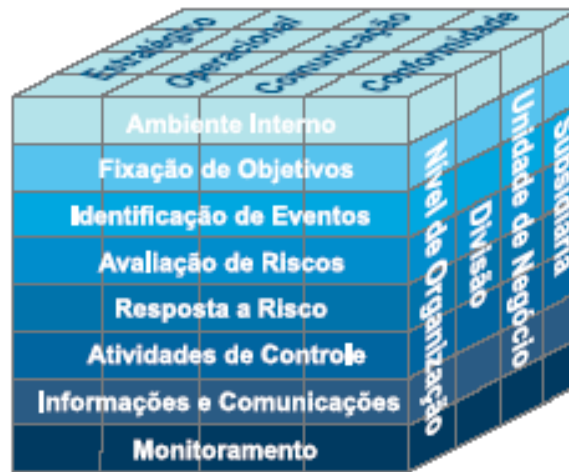 Estratégico
Operacional
Comunicação
Conformidade
Ambiente Interno
Fixação de Objetivos
Identificação de Eventos
Avaliação de Riscos
Resposta a Risco
Atividades de Controle
Informações e Comunicações
Monitoramento
Nível de Organização
Divisão
Unidade de Negócio
Subsidiária